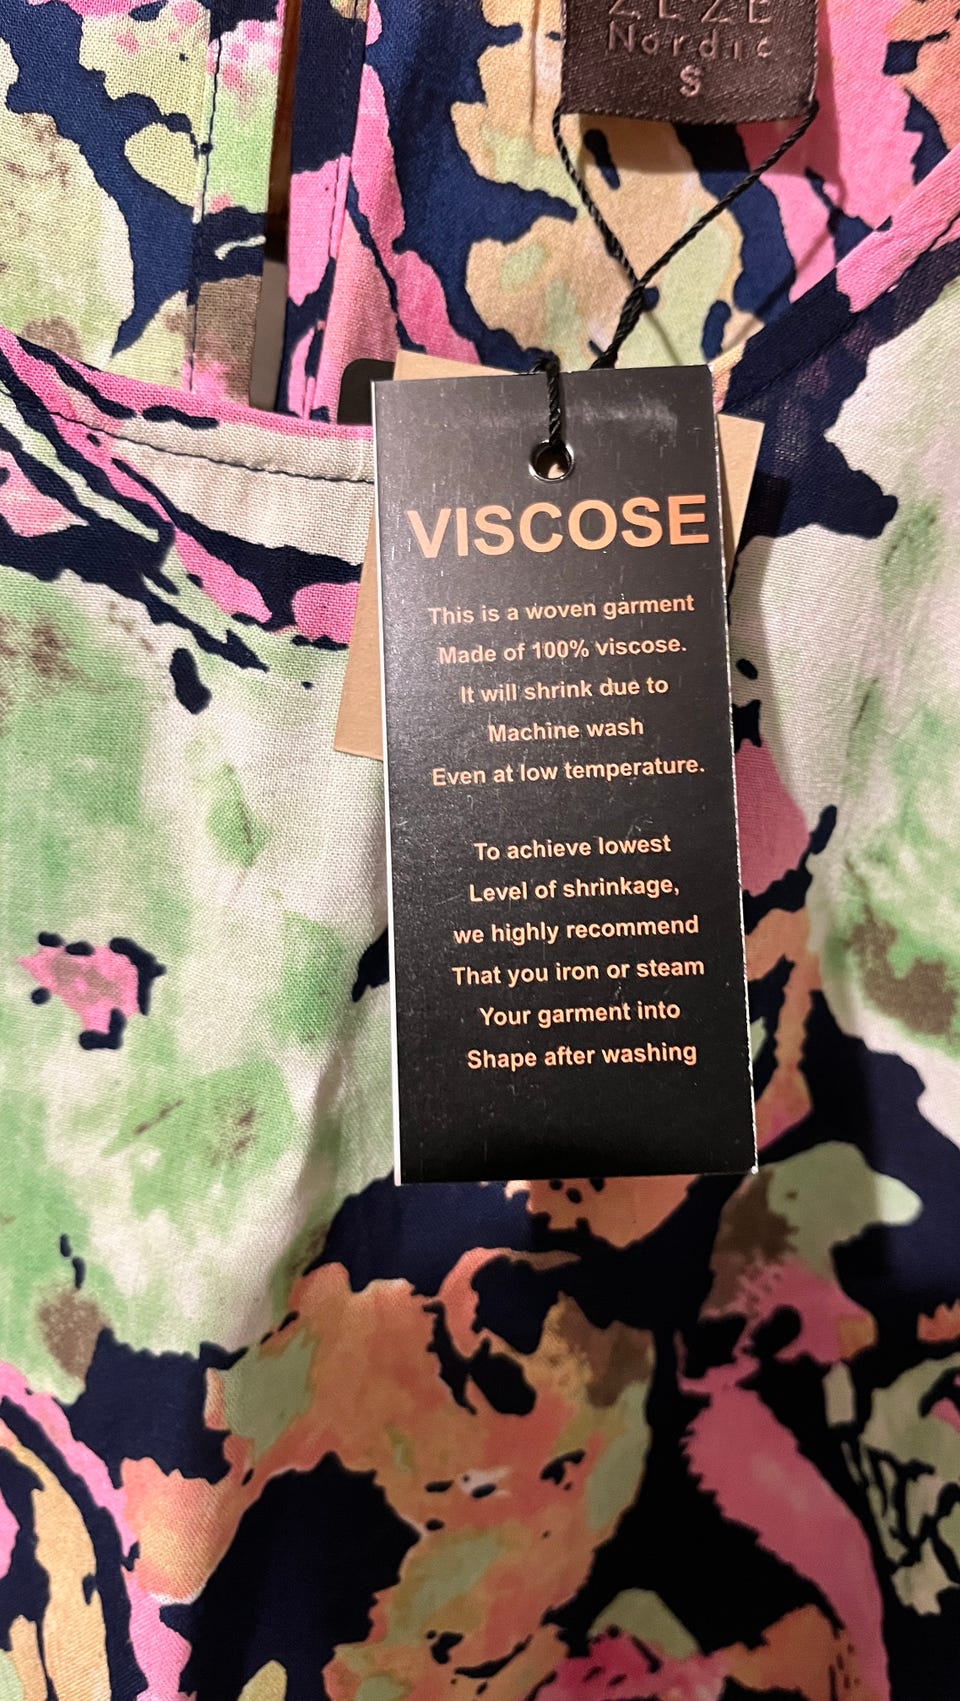 ZEZE
Nordic
S
VISCOSE
This is a woven garment
Made of 100% viscose.
It will shrink due to
Machine wash
Even at low temperature.
To achieve lowest
Level of shrinkage,
we highly recommend
That you iron or steam
Your garment into
Shape after washing